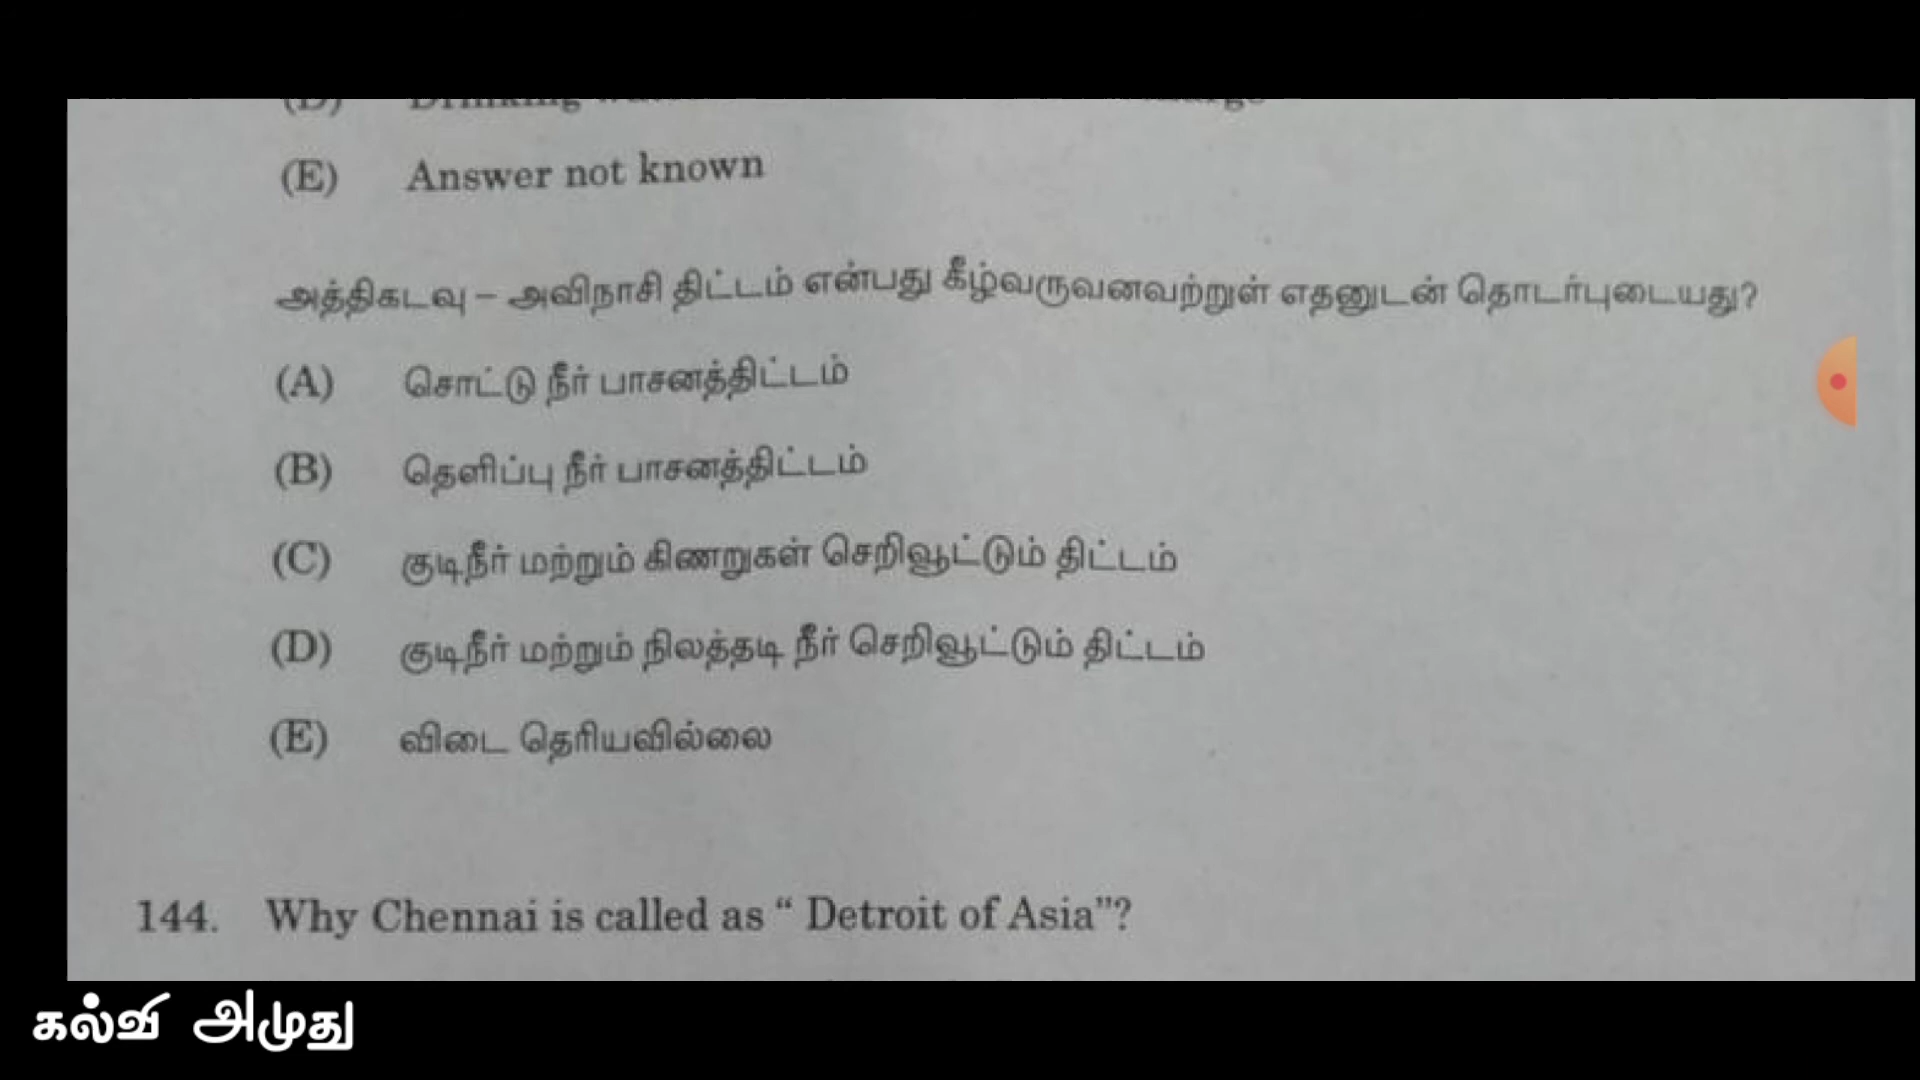 (D) Drinking
(E) Answer not known
அத்திகடவு – அவிநாசி திட்டம் என்பது கீழ்வருவனவற்றுள் எதனுடன் தொடர்புடையது?
(A) சொட்டு நீர் பாசனத்திட்டம்
(B) தெளிப்பு நீர் பாசனத்திட்டம்
(C) குடிநீர் மற்றும் கிணறுகள் செறிவூட்டும் திட்டம்
(D) குடிநீர் மற்றும் நிலத்தடி நீர் செறிவூட்டும் திட்டம்
(E) விடை தெரியவில்லை
144. Why Chennai is called as “ Detroit of Asia”?
கல்வி அமுது